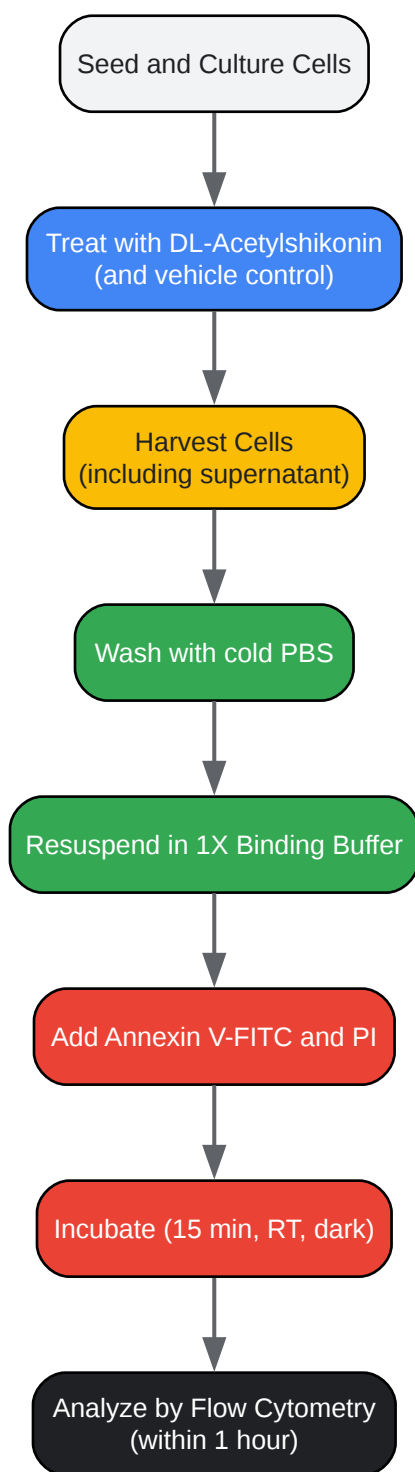 Seed and Culture Cells
Treat with DL-Acetylshikonin
(and vehicle control)
Harvest Cells
(including supernatant)
Wash with cold PBS
Resuspend in 1X Binding Buffer
Add Annexin V-FITC and PI
Incubate (15 min, RT, dark)
Analyze by Flow Cytometry
(within 1 hour)